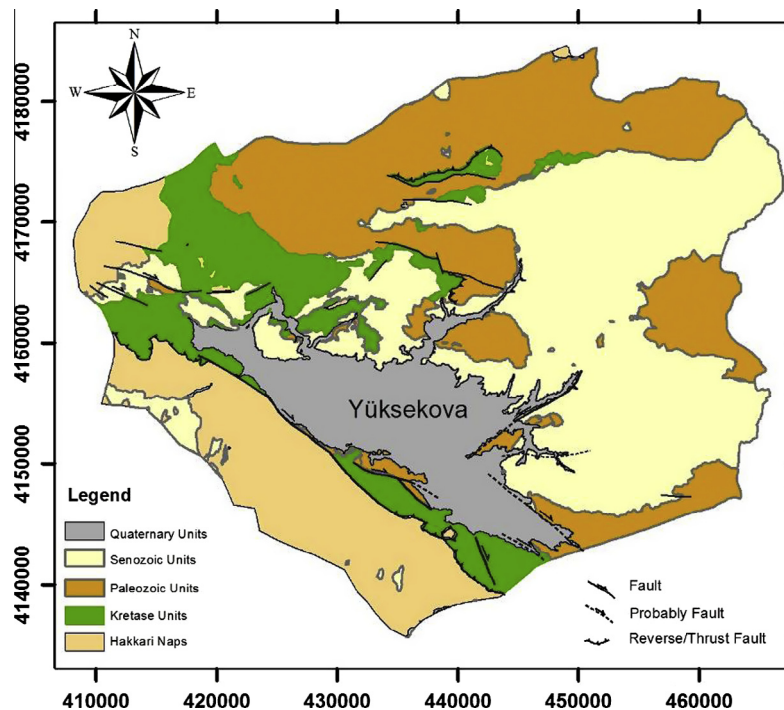 N
W
E
S
4180000
4170000
4160000
4150000
4140000
Yüksekova
Legend
Quaternary Units
Senozoic Units
Paleozoic Units
Kretase Units
Hakkari Naps
Fault
Probably Fault
Reverse/Thrust Fault
410000 420000 430000 440000 450000 460000